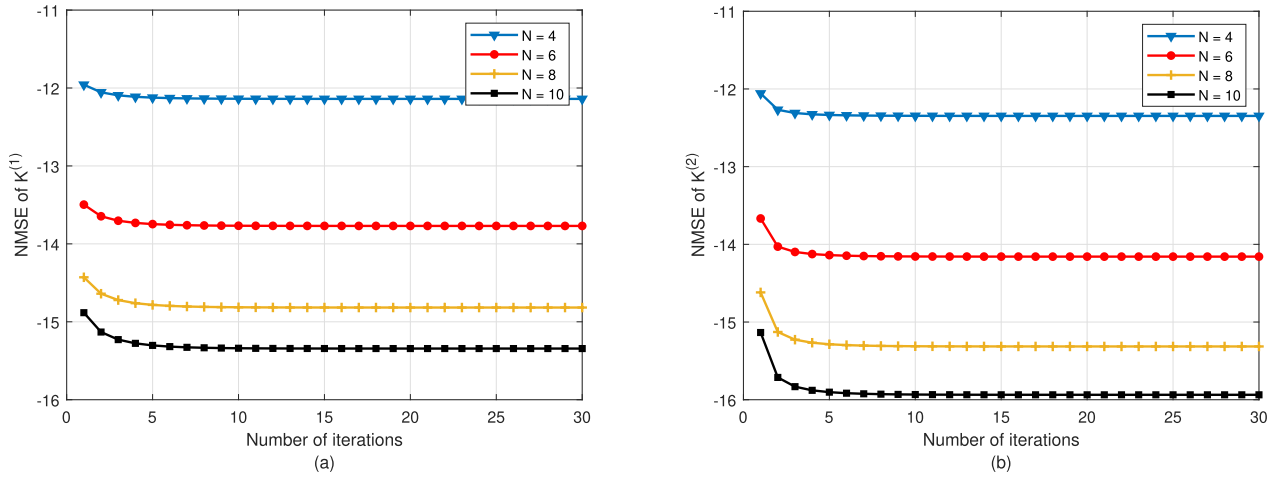 -11
-12
-13
-14
-15
-16
NMSE of K(1)
N = 4
N = 6
N = 8
N = 10
0 5 10 15 20 25 30
Number of iterations
(a)
-11
-12
-13
-14
-15
-16
NMSE of K(2)
N = 4
N = 6
N = 8
N = 10
0 5 10 15 20 25 30
Number of iterations
(b)